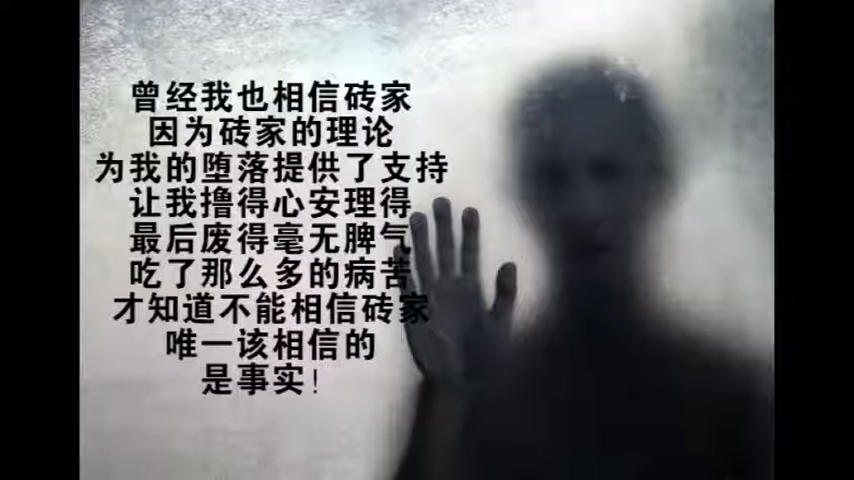 曾经我也相信砖家
因为砖家的理论
为我的堕落提供了支持
让我撸得心安理得
最后废得毫无脾气
吃了那么多的病苦
才知道不能相信砖家
唯一该相信的
是事实！